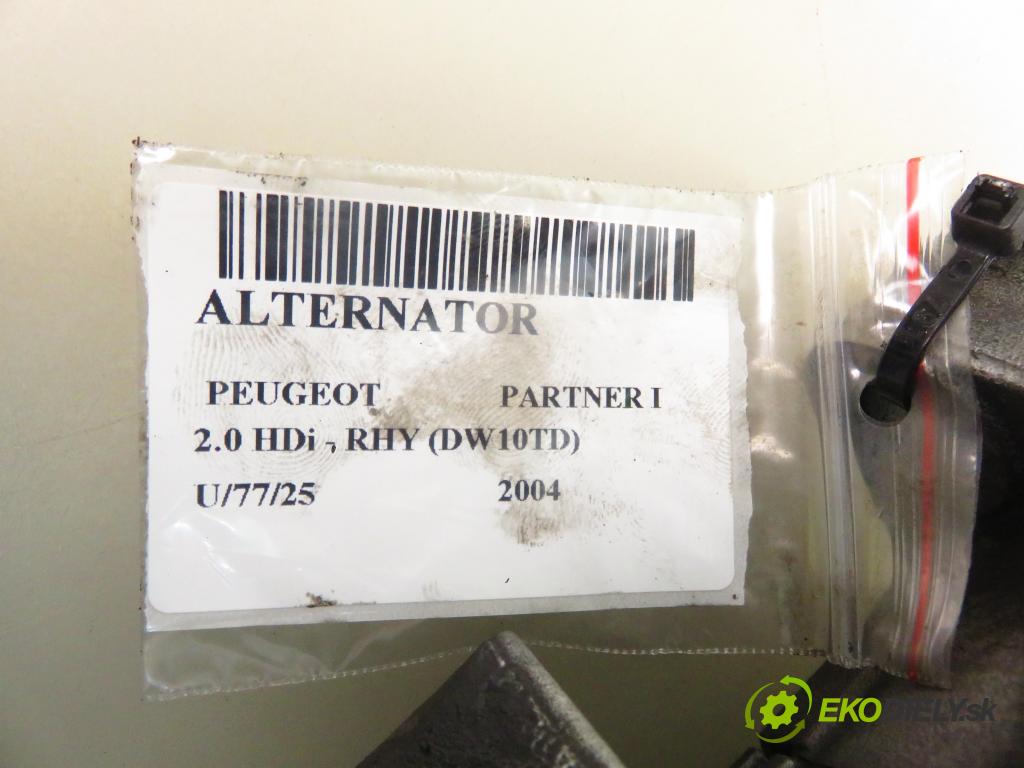 ALTERNATOR
PEUGEOT PARTNER I
2.0 HDi , RHY (DW10TD)
U/77/25 2004
EKODIELY.sk